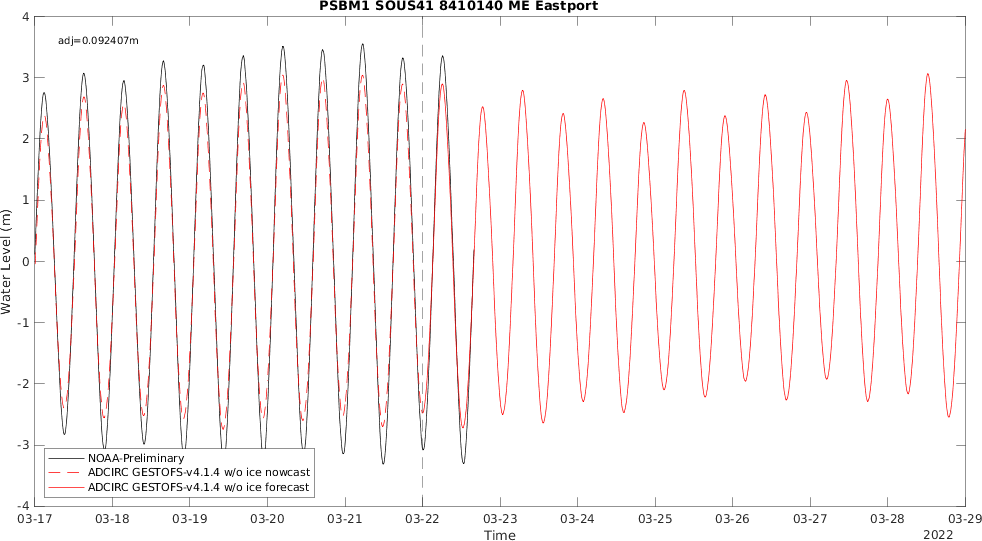 PSBM1 SOUS41 8410140 ME Eastport
adj=0.092407m
4
3
2
1
0
-1
-2
-3
-4
Water Level (m)
NOAA-Preliminary
ADCIRC GESTOFS-v4.1.4 w/o ice nowcast
ADCIRC GESTOFS-v4.1.4 w/o ice forecast
03-17 03-18 03-19 03-20 03-21 03-22 03-23 03-24 03-25 03-26 03-27 03-28 03-29
Time
2022